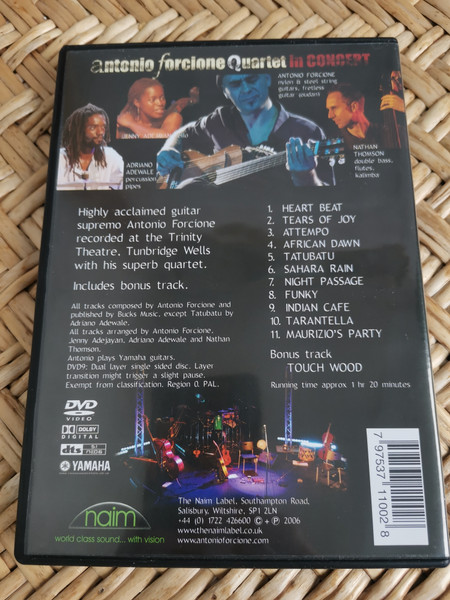 antonio forcione Quartet in CONCERT
ANTONIO FORCIONE
nylon & steel string
guitars, fretless
guitar
JENNY
ADRIANO
ADEWALE
percussion
pipes
NATHAN
THOMSON
double bass,
flutes,
kalimba
Highly acclaimed guitar
supremo Antonio Forcione
recorded at the Trinity
Theatre, Tunbridge Wells
with his superb quartet.
Includes bonus track.
All tracks composed by Antonio Forcione and
published by Bucks Music, except Tatubatu by
Adriano Adewale.
All tracks arranged by Antonio Forcione,
Jenny Adejayan, Adriano Adewale and Nathan
Thomson.
Antonio plays Yamaha guitars.
DVD9: Dual layer single sided disc. Layer
transition might trigger a slight pause.
Exempt from classification. Region 0. PAL.
1. HEART BEAT
2. TEARS OF JOY
3. ATTEMPO
4. AFRICAN DAWN
5. TATUBATU
6. SAHARA RAIN
7. NIGHT PASSAGE
8. FUNKY
9. INDIAN CAFE
10. TARANTELLA
11. MAURIZIO'S PARTY
Bonus track
TOUCH WOOD
Running time approx 1 hr 20 minutes
DVD
VIDEO
DOLBY
DIGITAL
dts
YAMAHA
naim
world class sound... with vision
The Naim Label, Southampton Road,
Salisbury, Wiltshire, SP1 2LN
+44 (0) 1722 426600 © + ℗ 2006
www.thenaimlabel.co.uk
www.antonioforcione.com
7 97537 11002 8